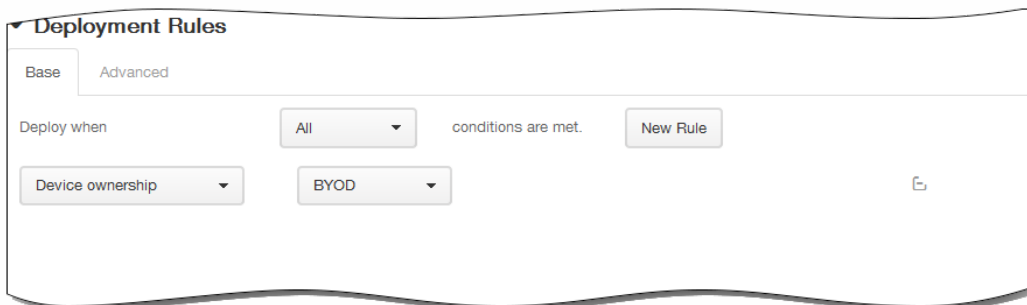 Deployment Rules
Base Advanced
Deploy when All conditions are met. New Rule
Device ownership BYOD